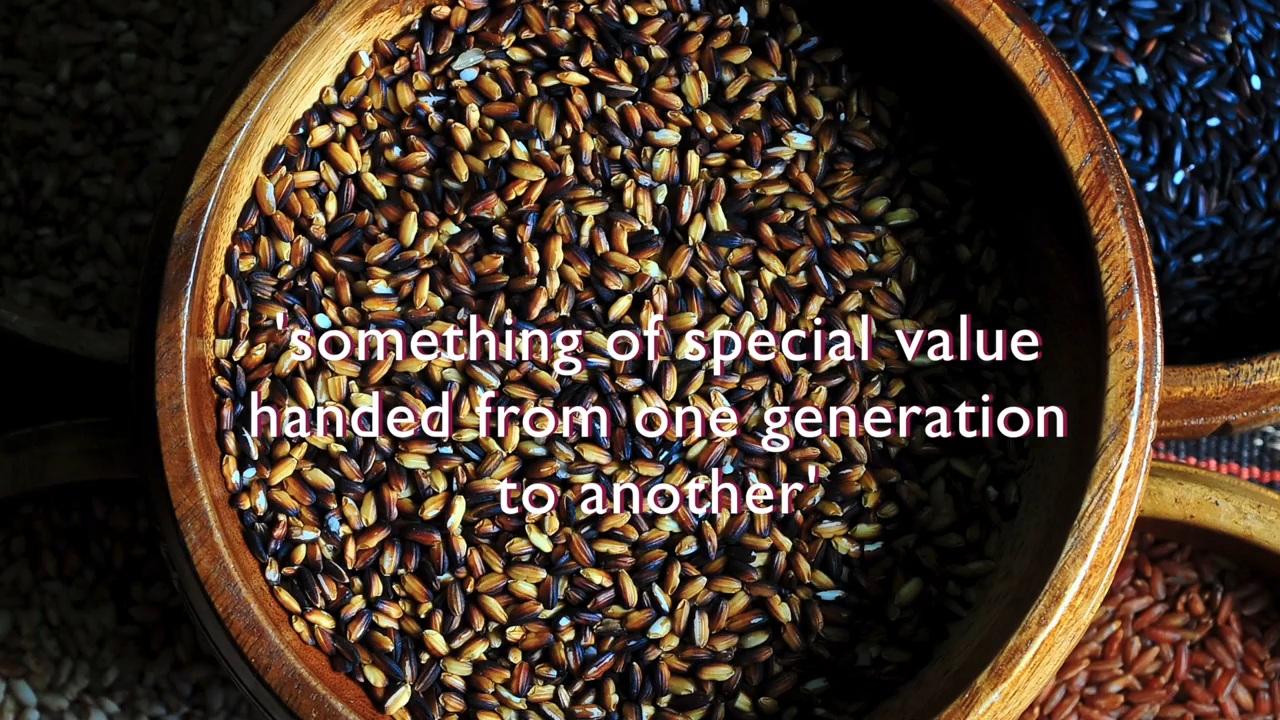 'something of special value
handed from one generation
to another'